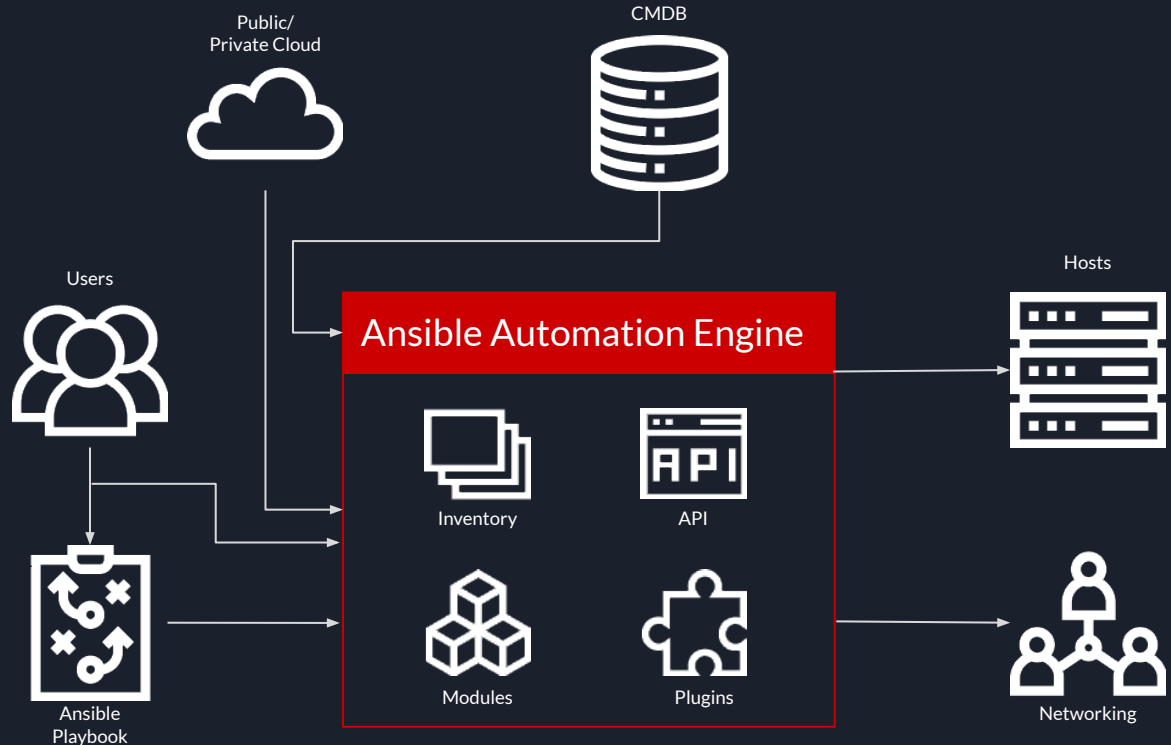 Public/
Private Cloud
CMDB
Users
Hosts
Ansible Automation Engine
API
Inventory
API
Modules
Plugins
Ansible
Playbook
Networking